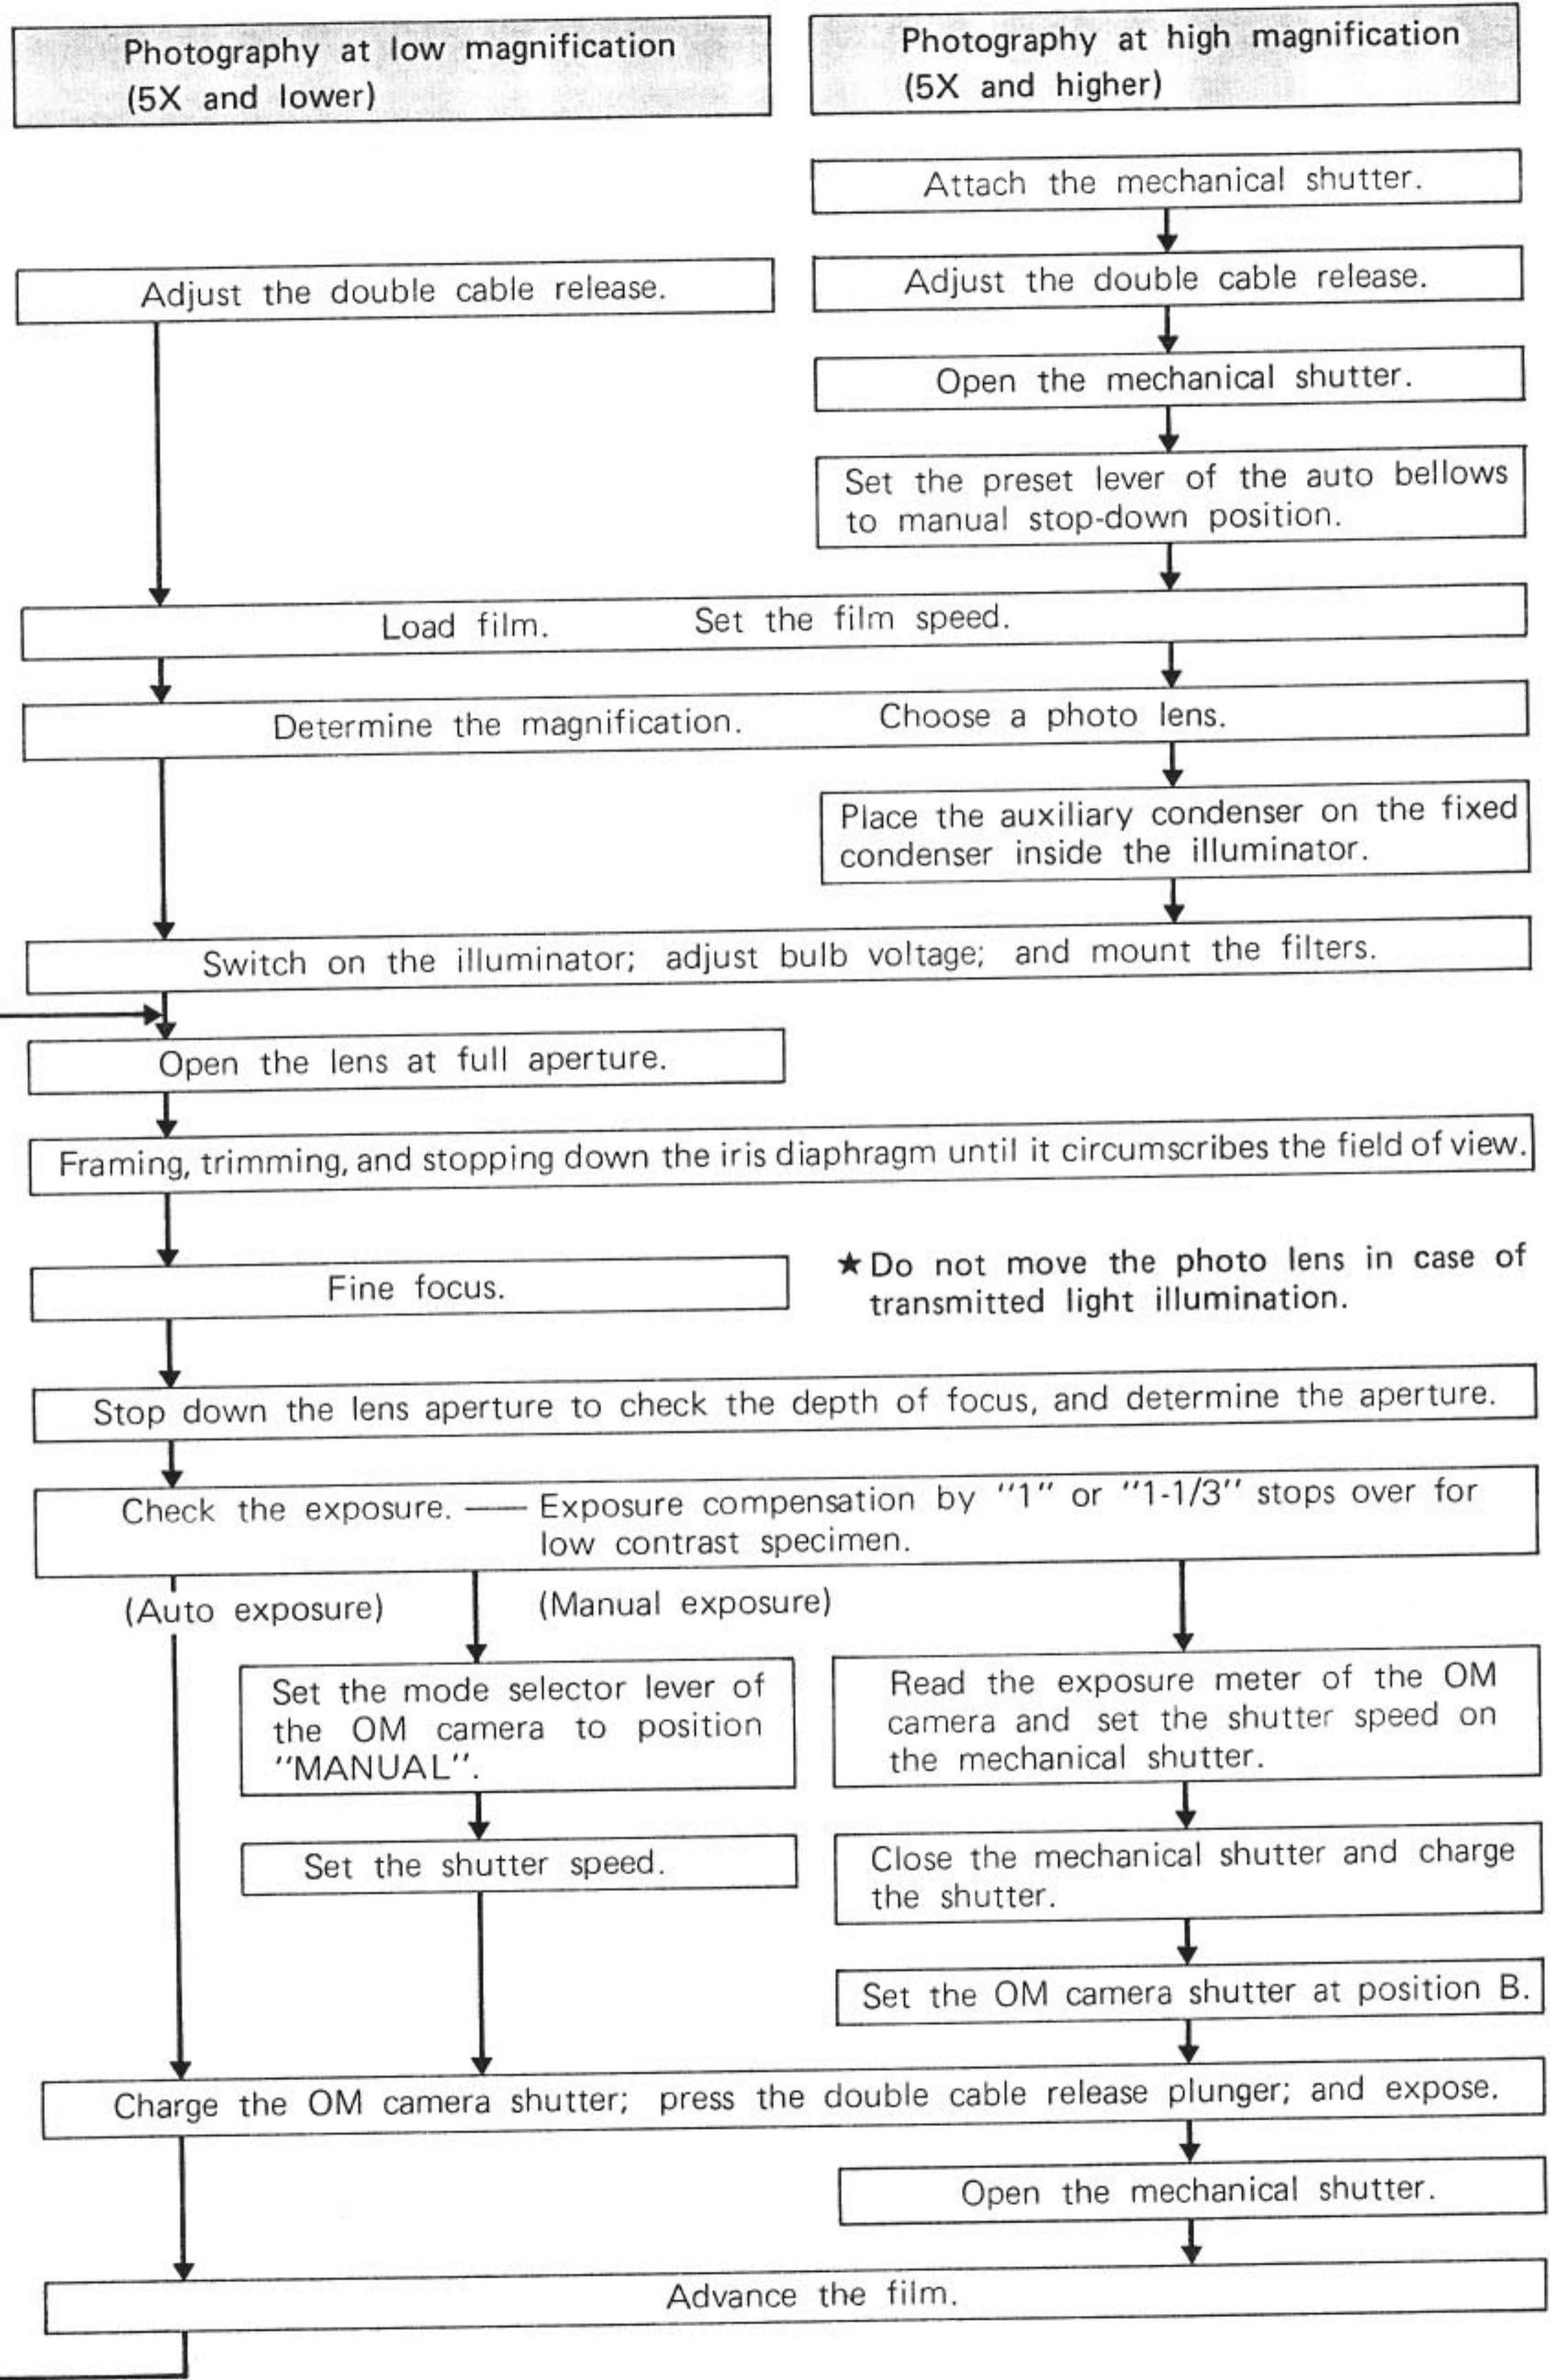 Photography at low magnification
(5X and lower)
Photography at high magnification
(5X and higher)
Attach the mechanical shutter.
Adjust the double cable release.
Adjust the double cable release.
Open the mechanical shutter.
Set the preset lever of the auto bellows
to manual stop-down position.
Load film. Set the film speed.
Determine the magnification. Choose a photo lens.
Place the auxiliary condenser on the fixed
condenser inside the illuminator.
Switch on the illuminator; adjust bulb voltage; and mount the filters.
Open the lens at full aperture.
Framing, trimming, and stopping down the iris diaphragm until it circumscribes the field of view.
Fine focus.
★ Do not move the photo lens in case of
transmitted light illumination.
Stop down the lens aperture to check the depth of focus, and determine the aperture.
Check the exposure. — Exposure compensation by "1" or "1-1/3" stops over for
low contrast specimen.
(Auto exposure) (Manual exposure)
Set the mode selector lever of
the OM camera to position
"MANUAL".
Read the exposure meter of the OM
camera and set the shutter speed on
the mechanical shutter.
Set the shutter speed.
Close the mechanical shutter and charge
the shutter.
Set the OM camera shutter at position B.
Charge the OM camera shutter; press the double cable release plunger; and expose.
Open the mechanical shutter.
Advance the film.